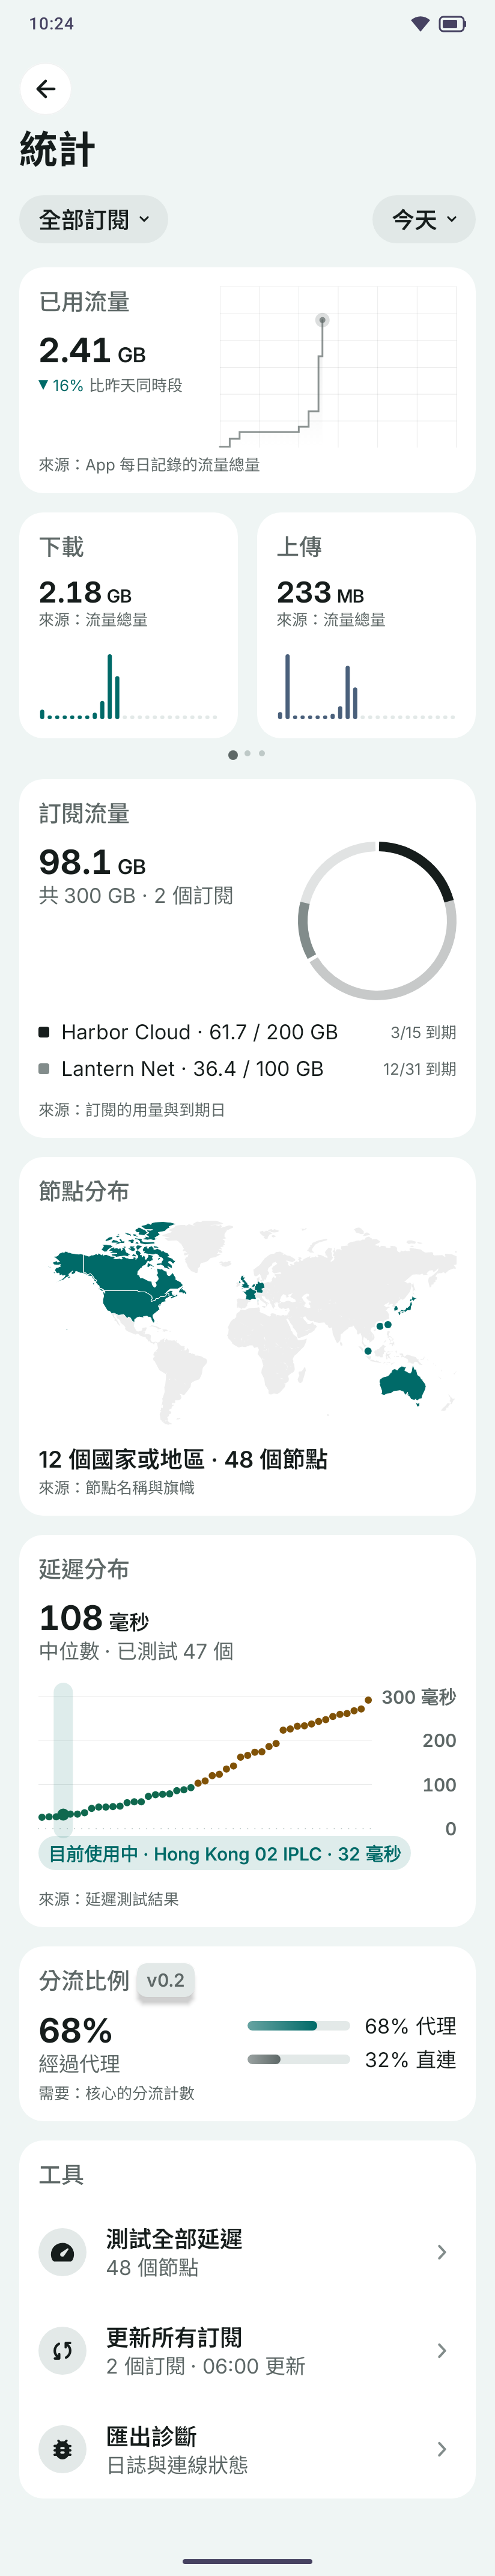 10:24
統計
全部訂閱
今天
已用流量
2.41 GB
▼ 16% 比昨天同時段
來源：App 每日記錄的流量總量
下載
2.18 GB
來源：流量總量
上傳
233 MB
來源：流量總量
訂閱流量
98.1 GB
共 300 GB · 2 個訂閱
Harbor Cloud · 61.7 / 200 GB
3/15 到期
Lantern Net · 36.4 / 100 GB
12/31 到期
來源：訂閱的用量與到期日
節點分布
12 個國家或地區 · 48 個節點
來源：節點名稱與旗幟
延遲分布
108 毫秒
中位數 · 已測試 47 個
300 毫秒
200
100
0
目前使用中 · Hong Kong 02 IPLC · 32 毫秒
來源：延遲測試結果
分流比例 v0.2
68%
經過代理
68% 代理
32% 直連
需要：核心的分流計數
工具
測試全部延遲
48 個節點
更新所有訂閱
2 個訂閱 · 06:00 更新
匯出診斷
日誌與連線狀態